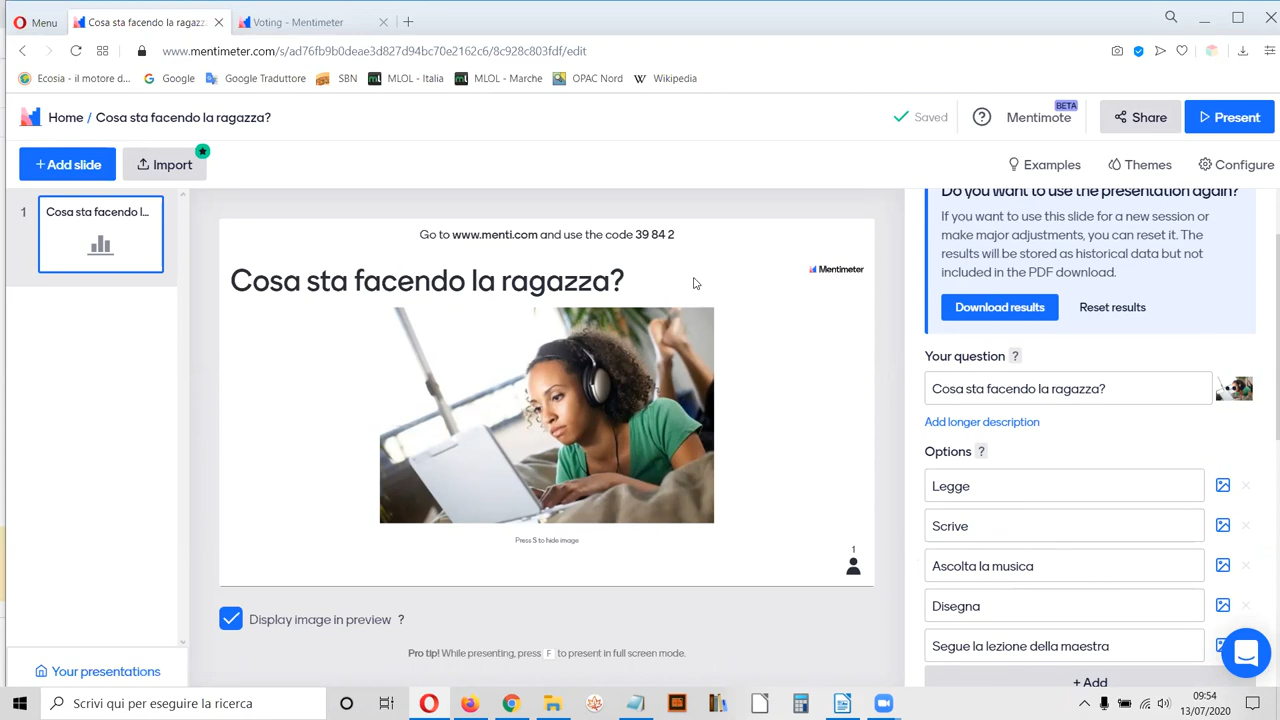 Menu
Cosa sta facendo la ragazz
Voting - Mentimeter
www.mentimeter.com/s/ad76fb9b0deae3d827d94bc70e2162c6/8c928c803fdf/edit
Ecosia - il motore d...
Google
Google Traduttore
SBN
MLOL - Italia
MLOL - Marche
OPAC Nord
Wikipedia
Home / Cosa sta facendo la ragazza?
Saved
Mentimote
BETA
Share
Present
+ Add slide
Import
Examples
Themes
Configure
1
Cosa sta facendo l...
Go to www.menti.com and use the code 39 84 2
Mentimeter
Cosa sta facendo la ragazza?
Press S to hide image
1
Display image in preview ?
Pro tip! While presenting, press F to present in full screen mode.
Do you want to use the presentation again?
If you want to use this slide for a new session or
make major adjustments, you can reset it. The
results will be stored as historical data but not
included in the PDF download.
Download results
Reset results
Your question ?
Cosa sta facendo la ragazza?
Add longer description
Options ?
Legge
Scrive
Ascolta la musica
Disegna
Segue la lezione della maestra
+ Add
Your presentations
Scrivi qui per eseguire la ricerca
09:54
13/07/2020